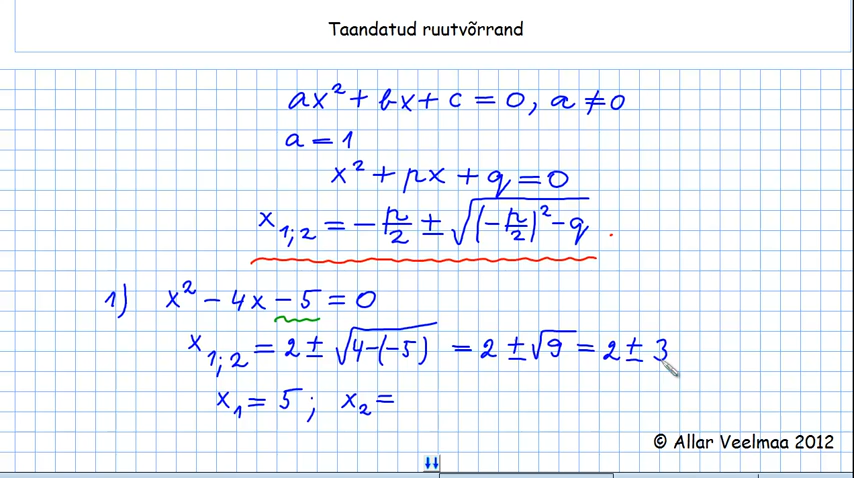 Taandatud ruutvõrrand
ax² + bx + c = 0, a ≠ 0
a = 1
x² + px + q = 0
x₁;₂ = -p/2 ± √((-p/2)² - q) .
1) x² - 4x - 5 = 0
x₁;₂ = 2 ± √(4-(-5)) = 2 ± √9 = 2 ± 3
x₁ = 5; x₂ =
© Allar Veelmaa 2012